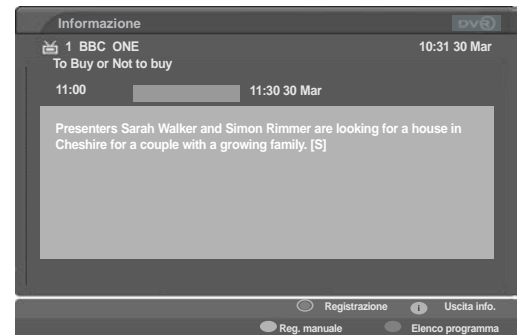 Informazione DVR
1 BBC ONE 10:31 30 Mar
To Buy or Not to buy
11:00 11:30 30 Mar
Presenters Sarah Walker and Simon Rimmer are looking for a house in
Cheshire for a couple with a growing family. [S]
Registrazione i Uscita info.
Reg. manuale Elenco programma